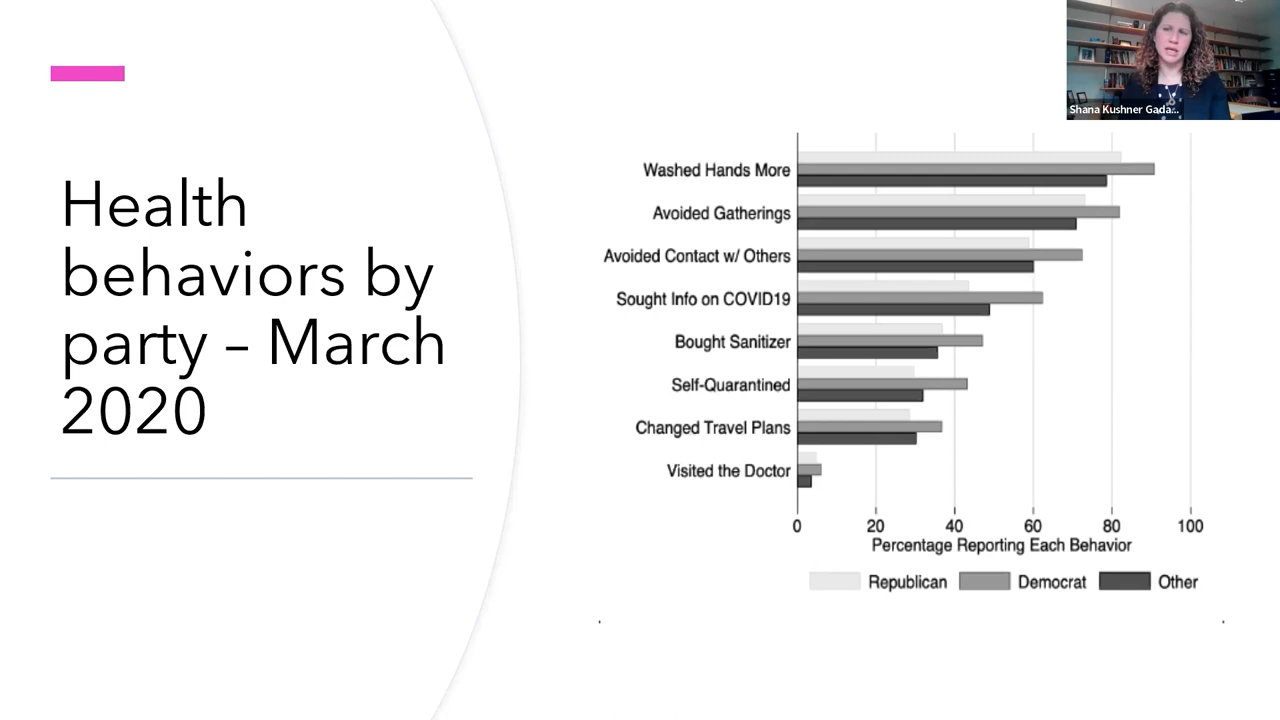 Health
behaviors by
party – March
2020
Shana Kushner Gada...
Washed Hands More
Avoided Gatherings
Avoided Contact w/ Others
Sought Info on COVID19
Bought Sanitizer
Self-Quarantined
Changed Travel Plans
Visited the Doctor
0 20 40 60 80 100
Percentage Reporting Each Behavior
Republican Democrat Other